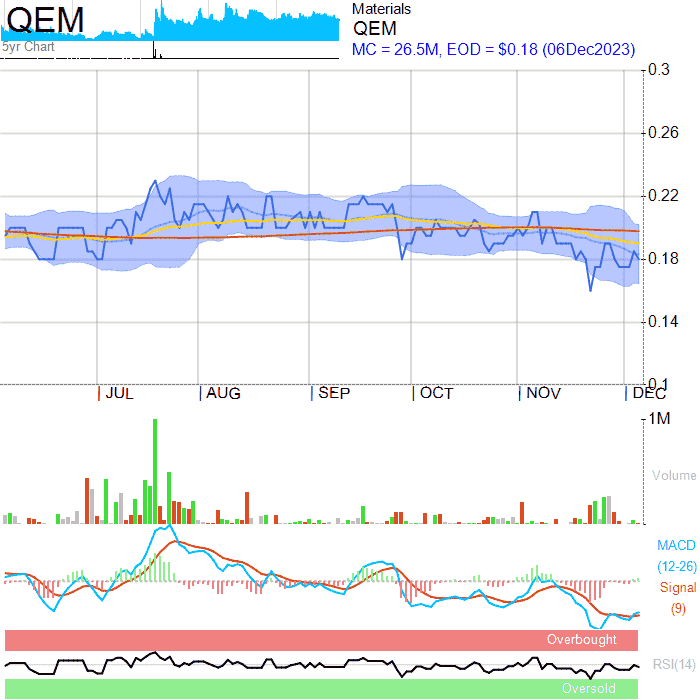 QEM
5yr Chart
Materials
QEM
MC = 26.5M, EOD = $0.18 (06Dec2023)
0.3
0.26
0.22
0.18
0.14
0.1
JUL
AUG
SEP
OCT
NOV
DEC
1M
Volume
MACD
(12-26)
Signal
(9)
Overbought
RSI(14)
Oversold